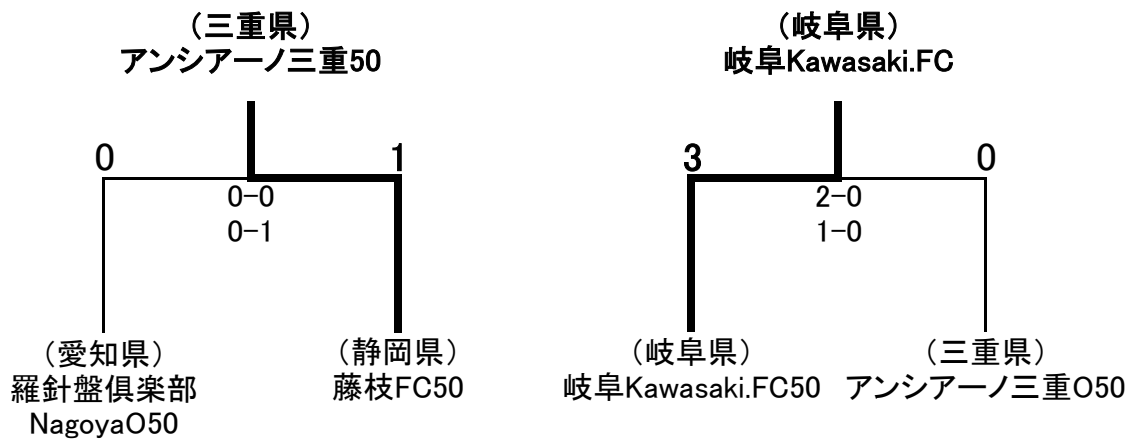 （三重県）
アンシアーノ三重50
（岐阜県）
岐阜Kawasaki.FC
0
1
0-0
0-1
3
0
2-0
1-0
（愛知県）
羅針盤倶楽部
NagoyaO50
（静岡県）
藤枝FC50
（岐阜県）
岐阜Kawasaki.FC50
（三重県）
アンシアーノ三重O50